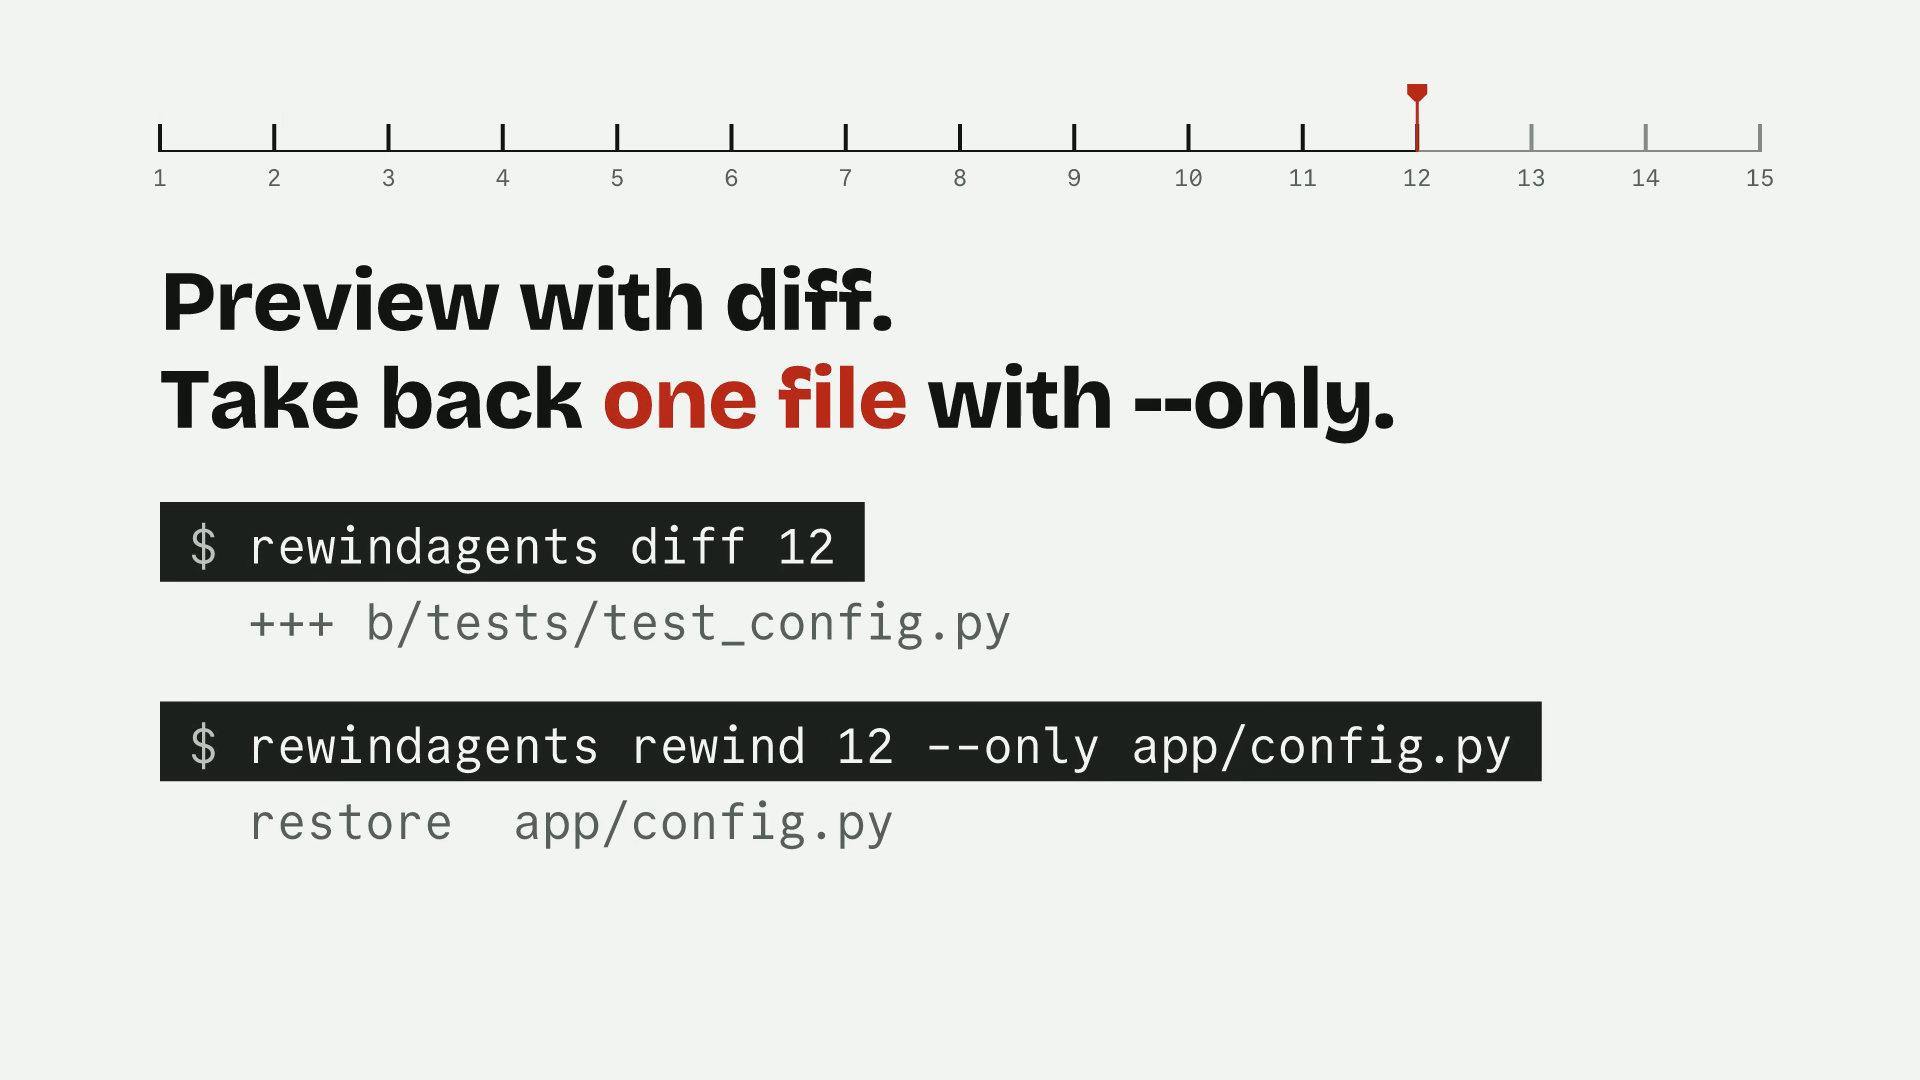 1 2 3 4 5 6 7 8 9 10 11 12 13 14 15
Preview with diff.
Take back one file with --only.
$ rewindagents diff 12
+++ b/tests/test_config.py
$ rewindagents rewind 12 --only app/config.py
restore  app/config.py